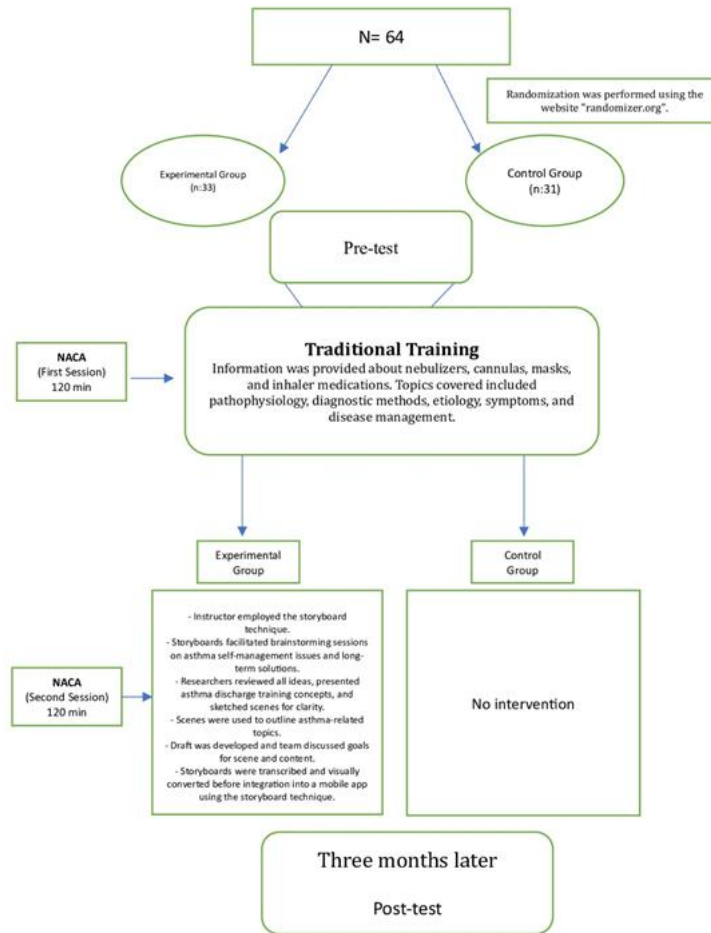 N= 64
Randomization was performed using the
website "randomizer.org".
Experimental Group
(n:33)
Control Group
(n:31)
Pre-test
NACA
(First Session)
120 min
Traditional Training
Information was provided about nebulizers, cannulas, masks,
and inhaler medications. Topics covered included
pathophysiology, diagnostic methods, etiology, symptoms, and
disease management.
Experimental
Group
Control
Group
NACA
(Second Session)
120 min
- Instructor employed the storyboard
technique.
- Storyboards facilitated brainstorming sessions
on asthma self-management issues and long-
term solutions.
- Researchers reviewed all ideas, presented
asthma discharge training concepts, and
sketched scenes for clarity.
- Scenes were used to outline asthma-related
topics.
- Draft was developed and team discussed goals
for scene and content.
- Storyboards were transcribed and visually
converted before integration into a mobile app
using the storyboard technique.
No intervention
Three months later
Post-test